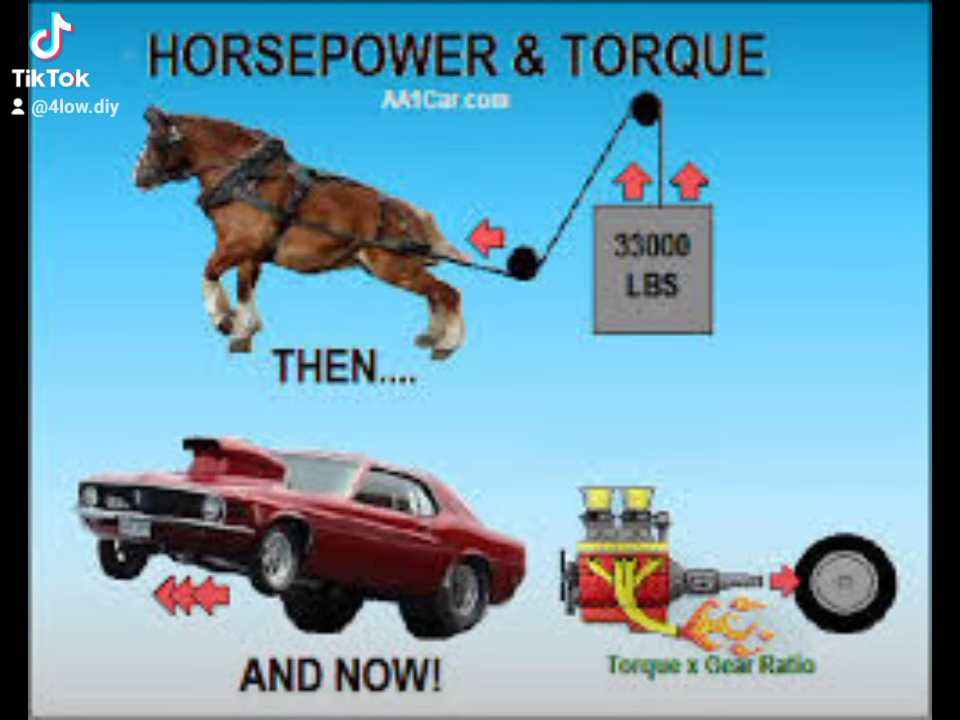 TikTok
@4low.diy
HORSEPOWER & TORQUE
AA1Car.com
33000
LBS
THEN....
AND NOW!
Torque x Gear Ratio